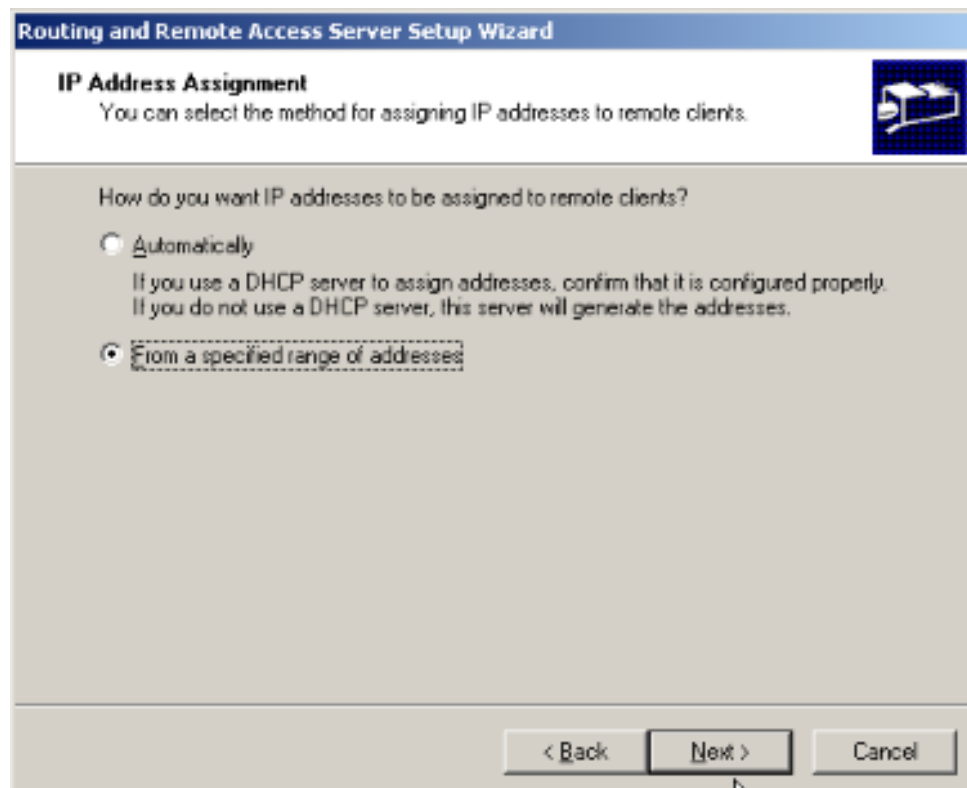 Routing and Remote Access Server Setup Wizard
IP Address Assignment
You can select the method for assigning IP addresses to remote clients.
How do you want IP addresses to be assigned to remote clients?
Automatically
If you use a DHCP server to assign addresses, confirm that it is configured properly.
If you do not use a DHCP server, this server will generate the addresses.
From a specified range of addresses
< Back
Next >
Cancel